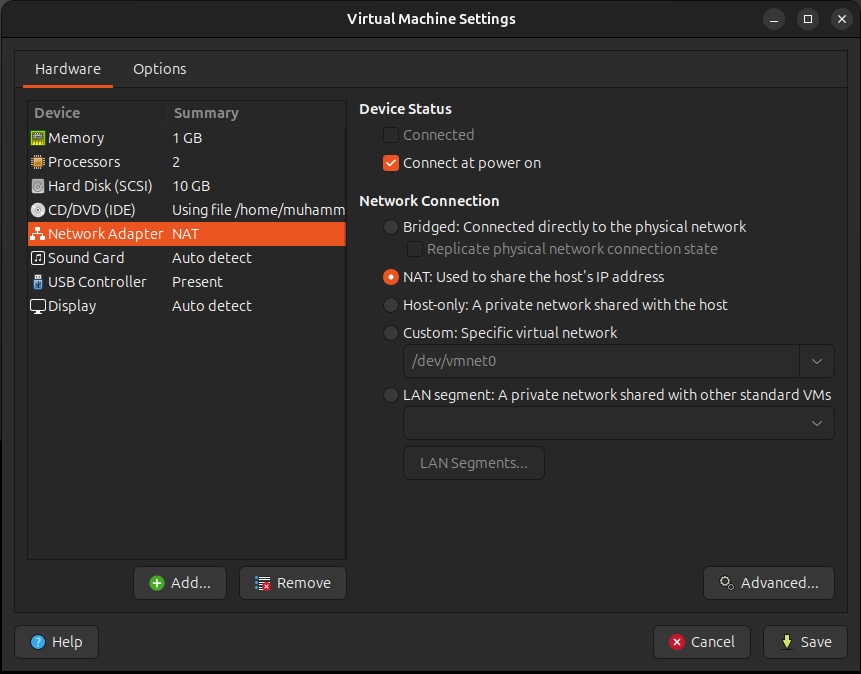 Virtual Machine Settings
Hardware Options
Device Summary
Memory 1 GB
Processors 2
Hard Disk (SCSI) 10 GB
CD/DVD (IDE) Using file /home/muhamm
Network Adapter NAT
Sound Card Auto detect
USB Controller Present
Display Auto detect
Add...
Remove
Device Status
Connected
Connect at power on
Network Connection
Bridged: Connected directly to the physical network
Replicate physical network connection state
NAT: Used to share the host's IP address
Host-only: A private network shared with the host
Custom: Specific virtual network
/dev/vmnet0
LAN segment: A private network shared with other standard VMs
LAN Segments...
Advanced...
Help
Cancel
Save